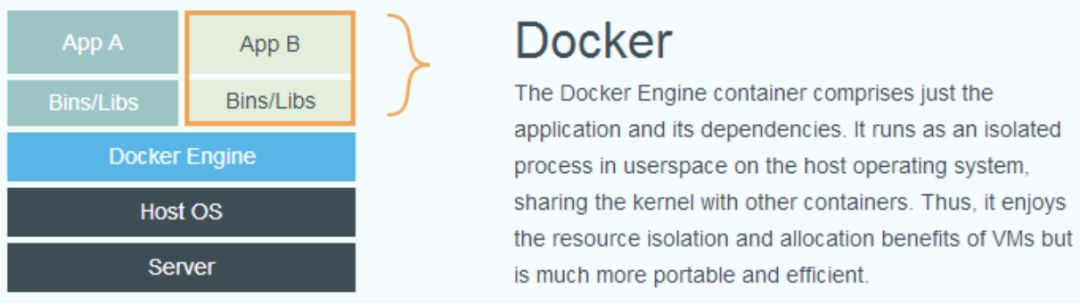 App A
App B
Bins/Libs
Bins/Libs
Docker Engine
Host OS
Server
Docker
The Docker Engine container comprises just the
application and its dependencies. It runs as an isolated
process in userspace on the host operating system,
sharing the kernel with other containers. Thus, it enjoys
the resource isolation and allocation benefits of VMs but
is much more portable and efficient.